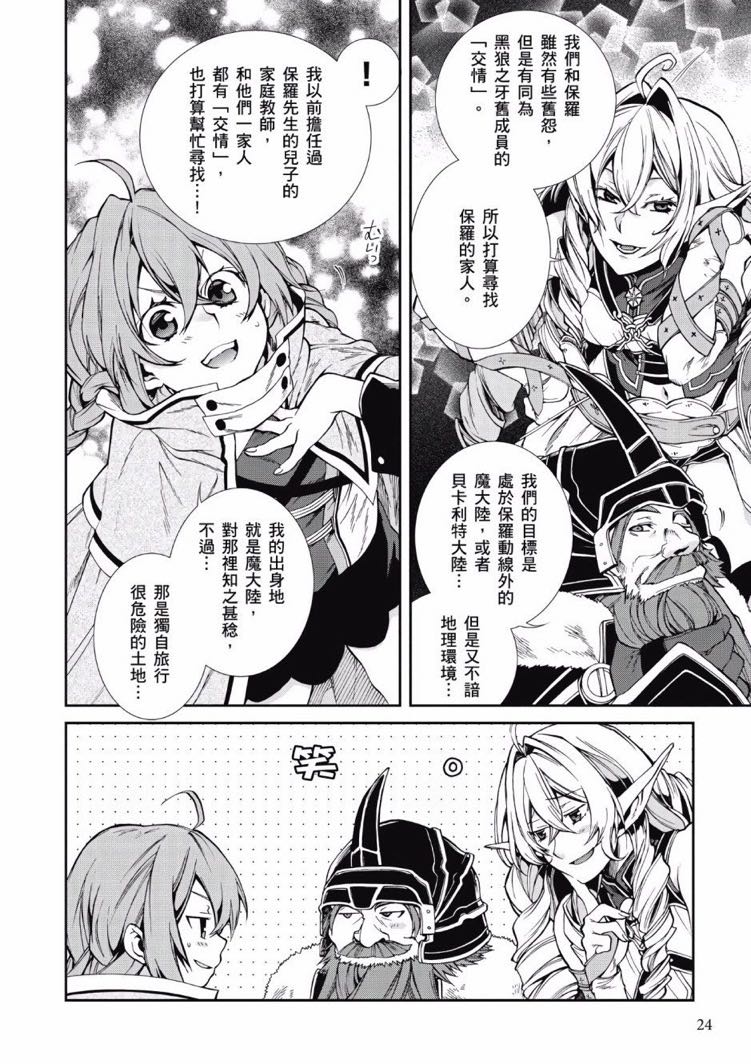 我們和保羅
雖然有些舊怨，
但是有同為
黑狼之牙舊成員的
「交情」。
所以打算尋找
保羅的家人。
我們的目標是
處於保羅動線外的
魔大陸，或者
貝卡利特大陸…
但是又不諳
地理環境…
！
我以前擔任過
保羅先生的兒子的
家庭教師，
和他們一家人
都有「交情」，
也打算幫忙尋找…！
むくっ
我的出身地
就是魔大陸，
對那裡知之甚稔，
不過…
那是獨自旅行
很危險的土地…
笑
24